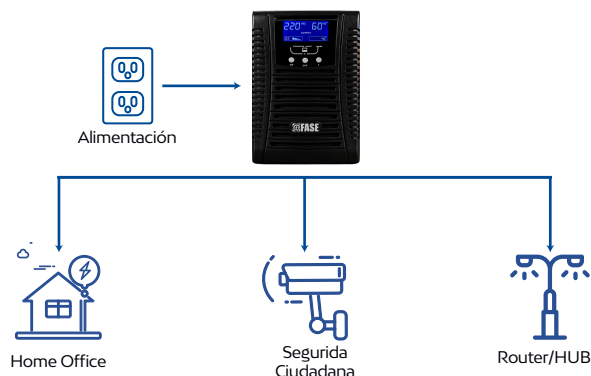 220 60
FASE
Alimentación
Home Office
Segurida
Ciudadana
Router/HUB